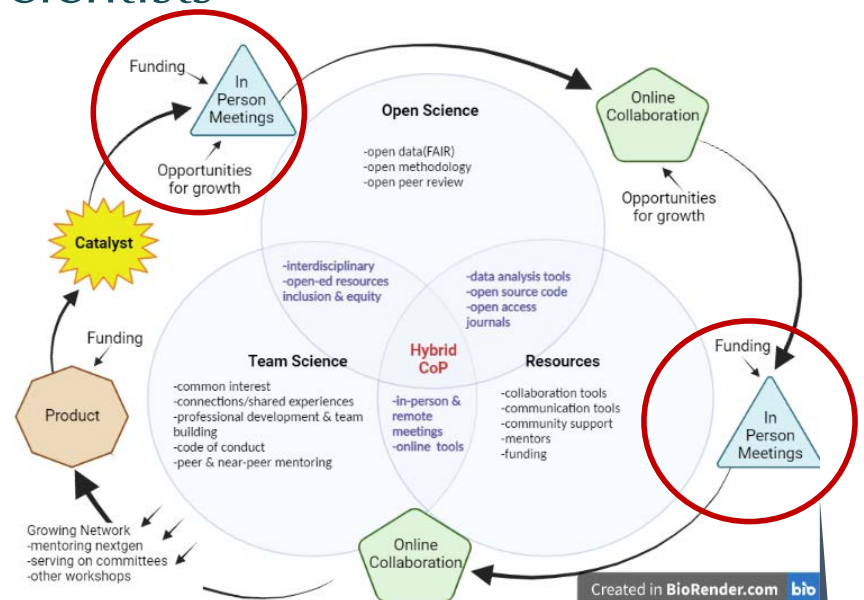 Funding
In
Person
Meetings
Opportunities
for growth
Catalyst
Funding
Product
Growing Network
-mentoring nextgen
-serving on committees
-other workshops
Open Science
-open data(FAIR)
-open methodology
-open peer review
-interdisciplinary
-open-ed resources
inclusion & equity
-data analysis tools
-open source code
-open access
journals
Team Science
-common interest
-connections/shared experiences
-professional development & team
building
-code of conduct
-peer & near-peer mentoring
Hybrid
CoP
-in-person &
remote
meetings
-online tools
Resources
-collaboration tools
-communication tools
-community support
-mentors
-funding
Online
Collaboration
Opportunities
for growth
Funding
In
Person
Meetings
Online
Collaboration
Created in BioRender.com bio